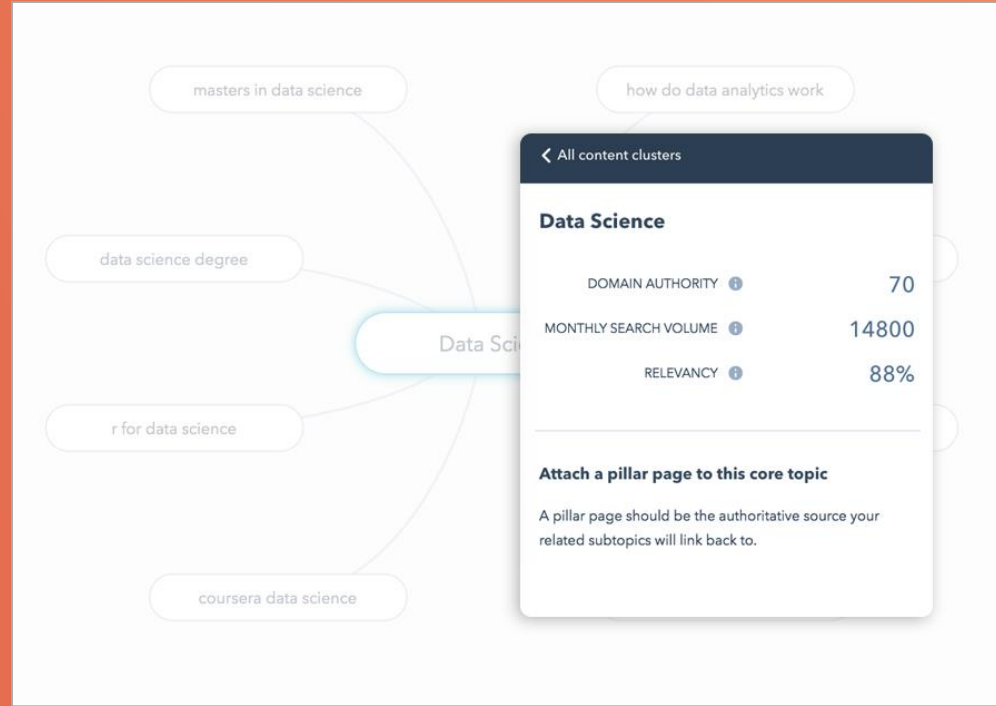 masters in data science
how do data analytics work
All content clusters
Data Science
data science degree
DOMAIN AUTHORITY 70
MONTHLY SEARCH VOLUME 14800
Data Sci
RELEVANCY 88%
r for data science
Attach a pillar page to this core topic
A pillar page should be the authoritative source your
related subtopics will link back to.
coursera data science